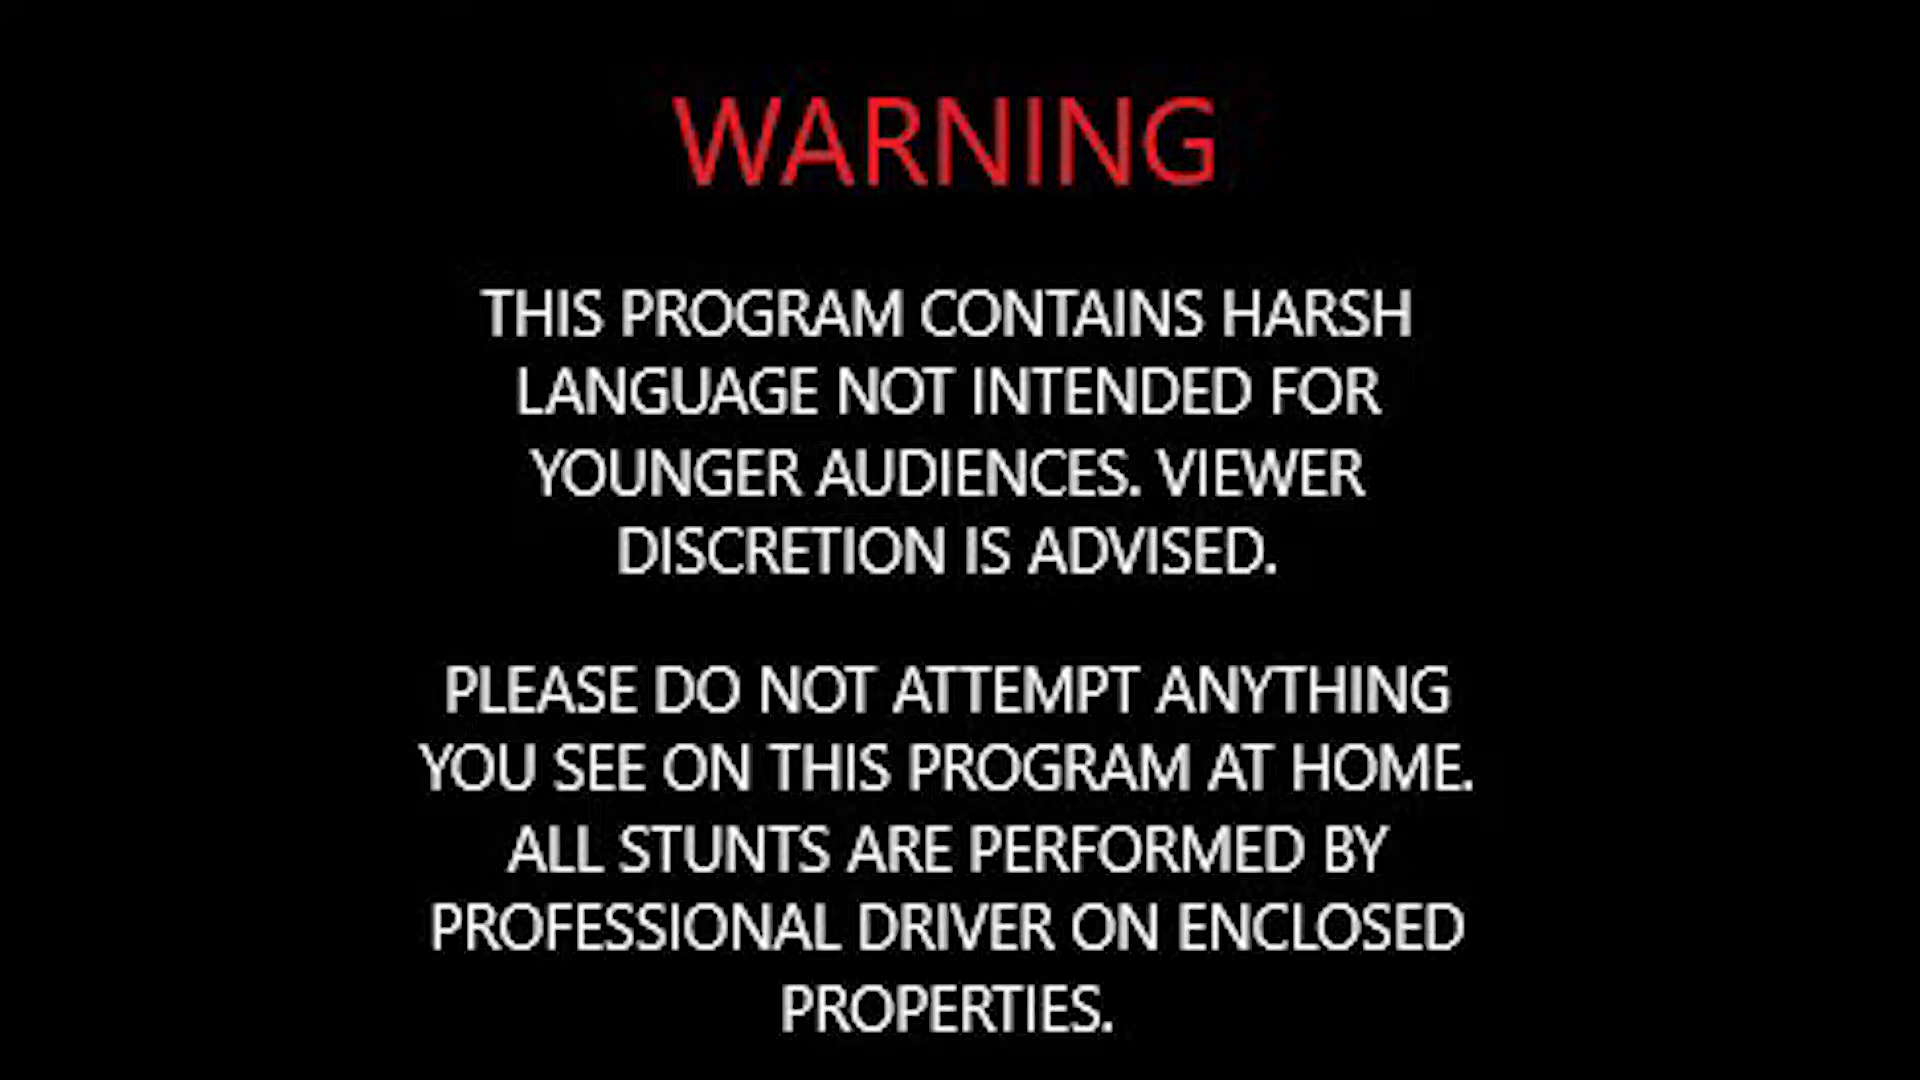 WARNING
THIS PROGRAM CONTAINS HARSH
LANGUAGE NOT INTENDED FOR
YOUNGER AUDIENCES. VIEWER
DISCRETION IS ADVISED.
PLEASE DO NOT ATTEMPT ANYTHING
YOU SEE ON THIS PROGRAM AT HOME.
ALL STUNTS ARE PERFORMED BY
PROFESSIONAL DRIVER ON ENCLOSED
PROPERTIES.